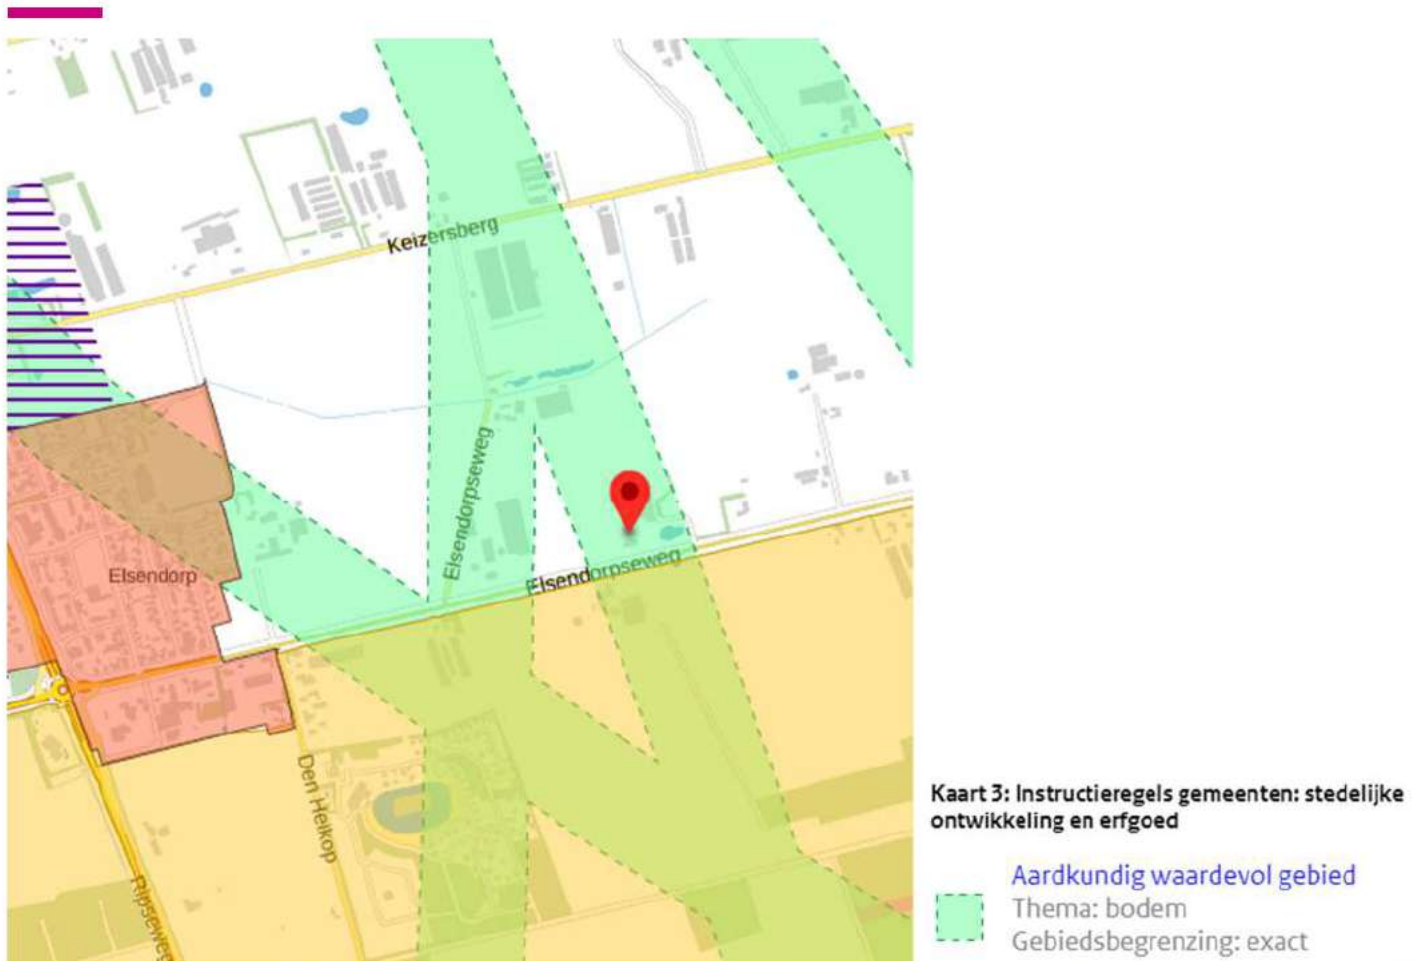 Keizersberg
Elsendorpseweg
Elsendorpseweg
Elsendorp
Den Heikop
Ripseweg
Kaart 3: Instructieregels gemeenten: stedelijke
ontwikkeling en erfgoed
Aardkundig waardevol gebied
Thema: bodem
Gebiedsbegrenzing: exact